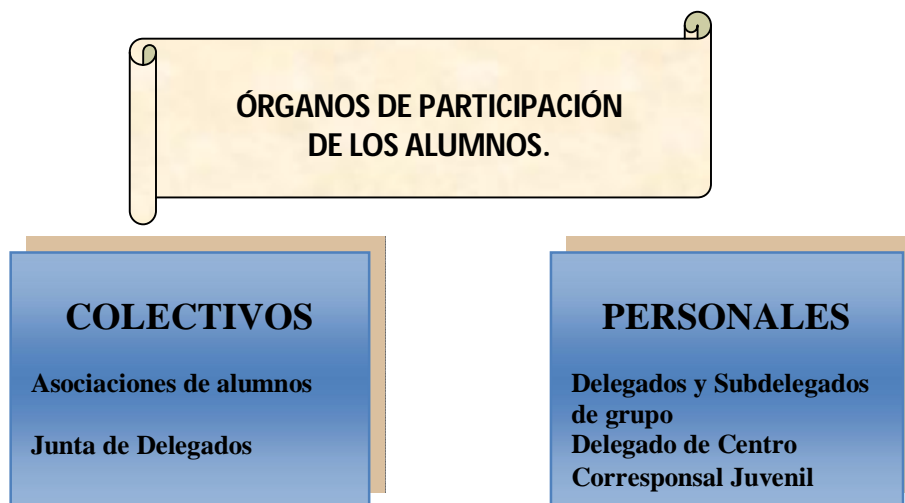 ÓRGANOS DE PARTICIPACIÓN
DE LOS ALUMNOS.
COLECTIVOS
Asociaciones de alumnos
Junta de Delegados
PERSONALES
Delegados y Subdelegados
de grupo
Delegado de Centro
Corresponsal Juvenil